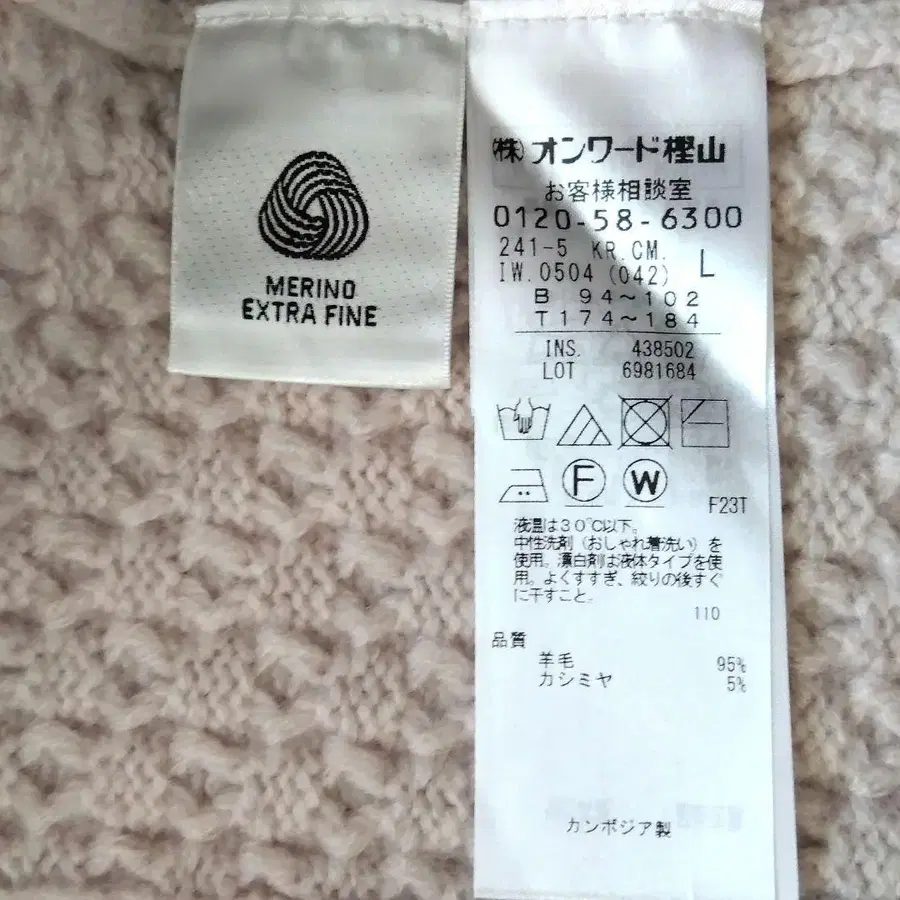 MERINO
EXTRA FINE
㈱オンワード樫山
お客様相談室
0120-58-6300
241-5 KR.CM. L
IW.0504 (042)
B 94~102
T174~184
INS. 438502
LOT 6981684
F
W
F23T
液温は30℃以下。
中性洗剤（おしゃれ着洗い）を
使用。漂白剤は液体タイプを使
用。よくすすぎ、絞りの後すぐ
に干すこと。
110
品質
羊毛 95%
カシミヤ 5%
カンボジア製